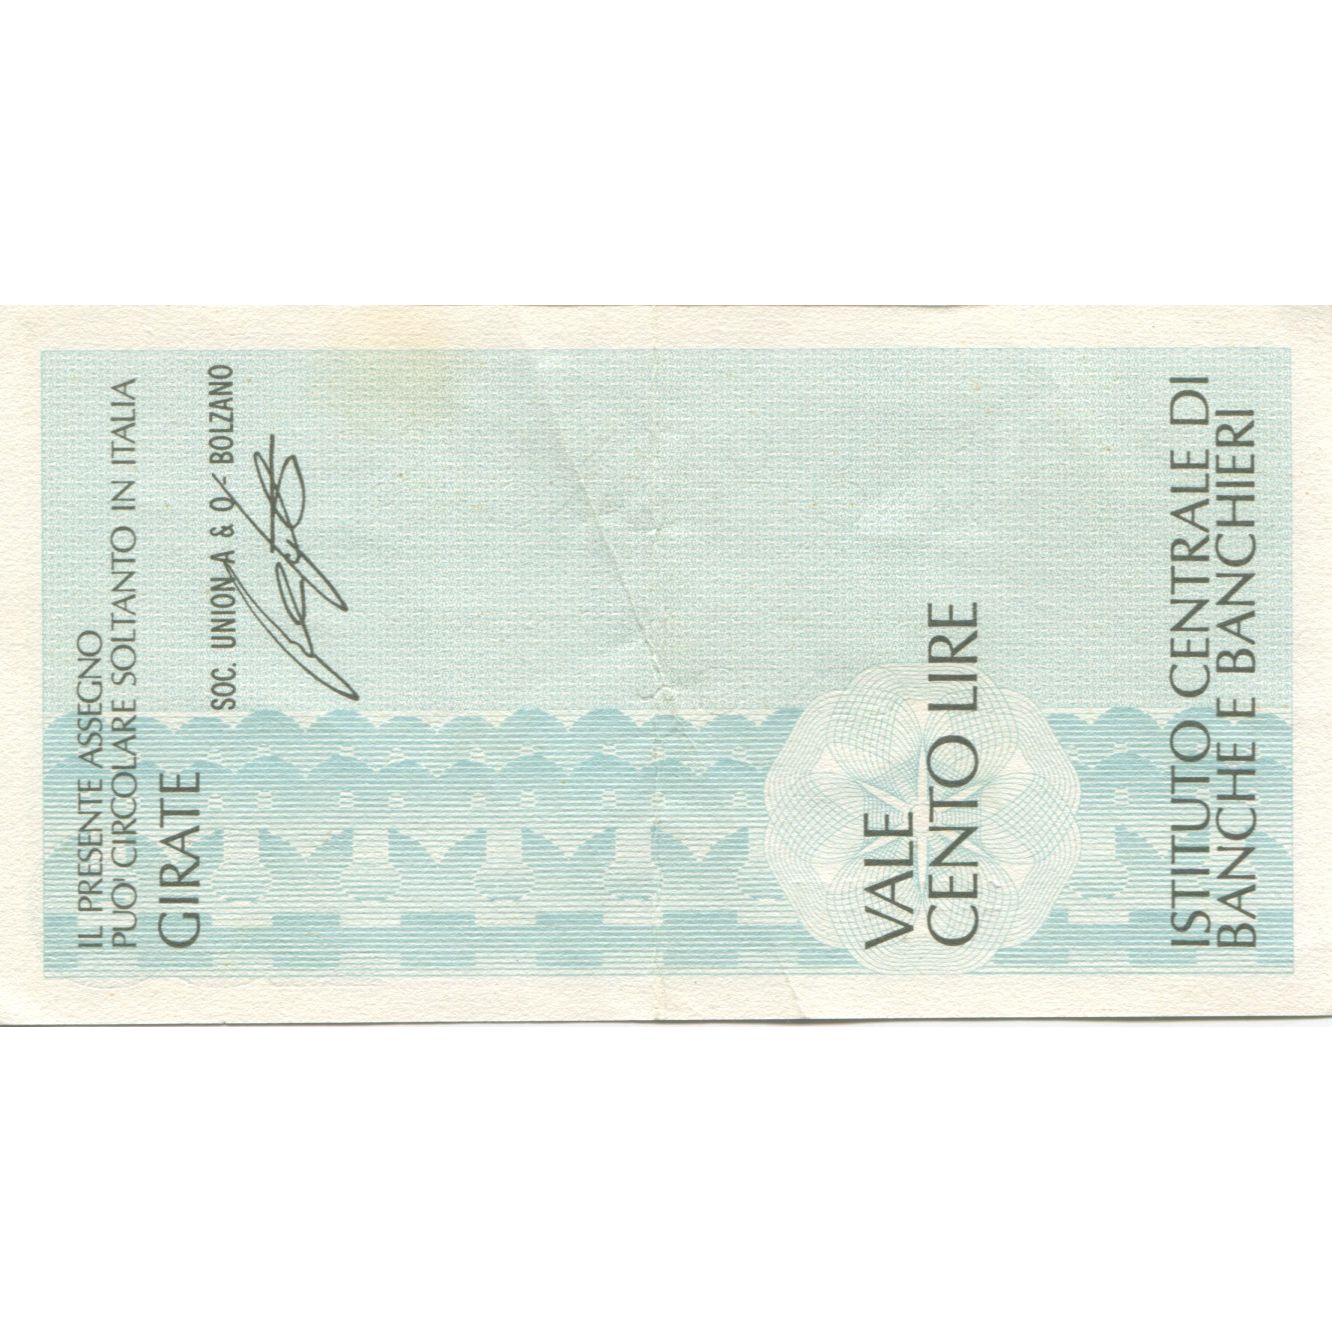 IL PRESENTE ASSEGNO
PUO' CIRCOLARE SOLTANTO IN ITALIA
GIRATE
SOC. UNION A & O - BOLZANO
VALE
CENTO LIRE
ISTITUTO CENTRALE DI
BANCHE E BANCHIERI